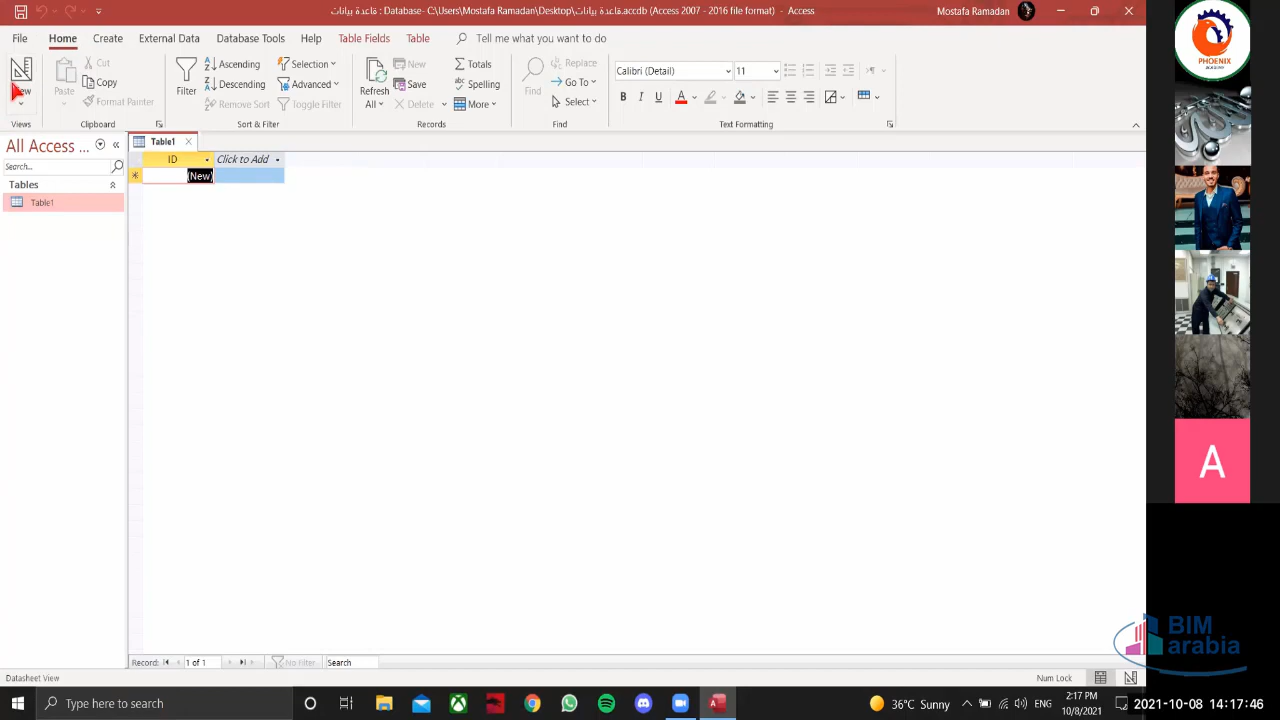 قاعدة بيانات : Database- C:\Users\Mostafa Ramadan\Desktop\قاعدة بيانات.accdb (Access 2007 - 2016 file format) - Access
Mostafa Ramadan
File Home Create External Data Database Tools Help Table Fields Table Tell me what you want to do
View
Views
Paste
Cut
Copy
Format Painter
Clipboard
Filter
Ascending
Descending
Remove Sort
Selection
Advanced
Toggle Filter
Sort & Filter
Refresh
All
New
Save
Delete
Totals
Spelling
More
Records
Find
Replace
Go To
Select
Find
Calibri (Detail) 11
B I U A
Text Formatting
All Access ...
Search...
Tables
Table1
Table1
ID Click to Add
(New)
Record: 1 of 1 No Filter Search
Datasheet View
Num Lock
Type here to search
36°C Sunny
ENG
2:17 PM
10/8/2021
PHOENIX
A
BIM
arabia
2021-10-08 14:17:46